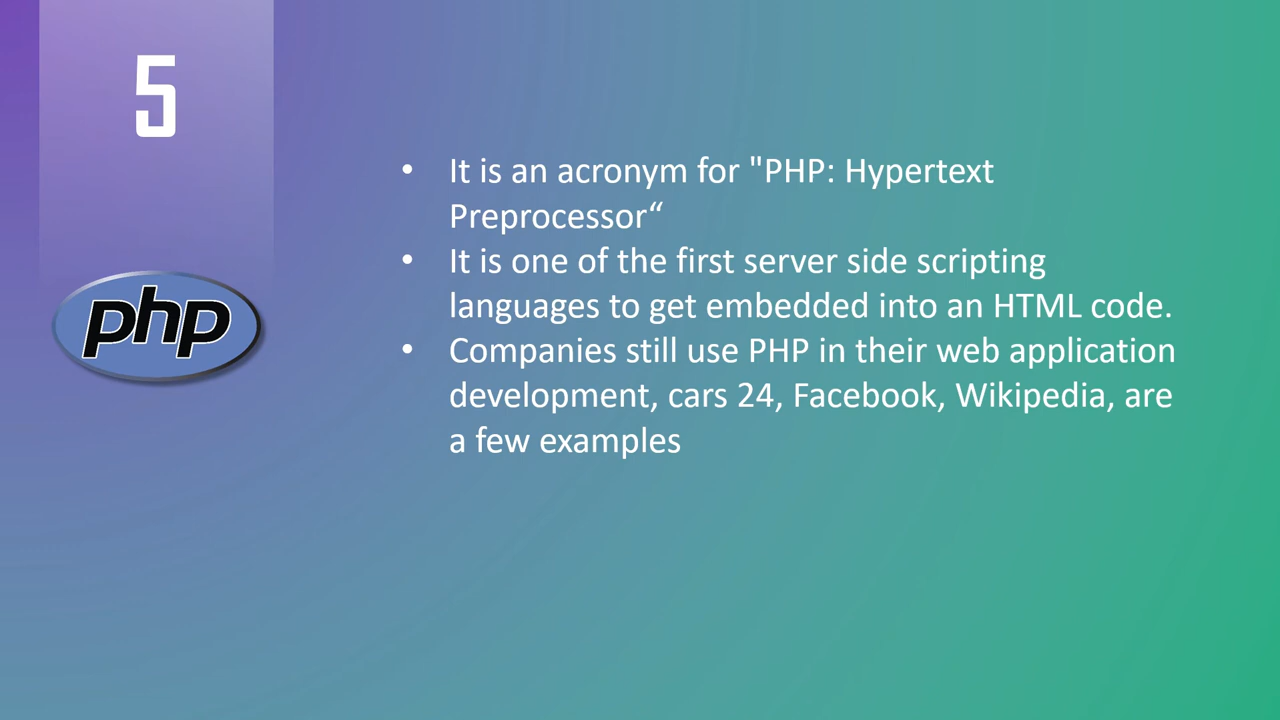 5
php
• It is an acronym for "PHP: Hypertext
Preprocessor“
• It is one of the first server side scripting
languages to get embedded into an HTML code.
• Companies still use PHP in their web application
development, cars 24, Facebook, Wikipedia, are
a few examples